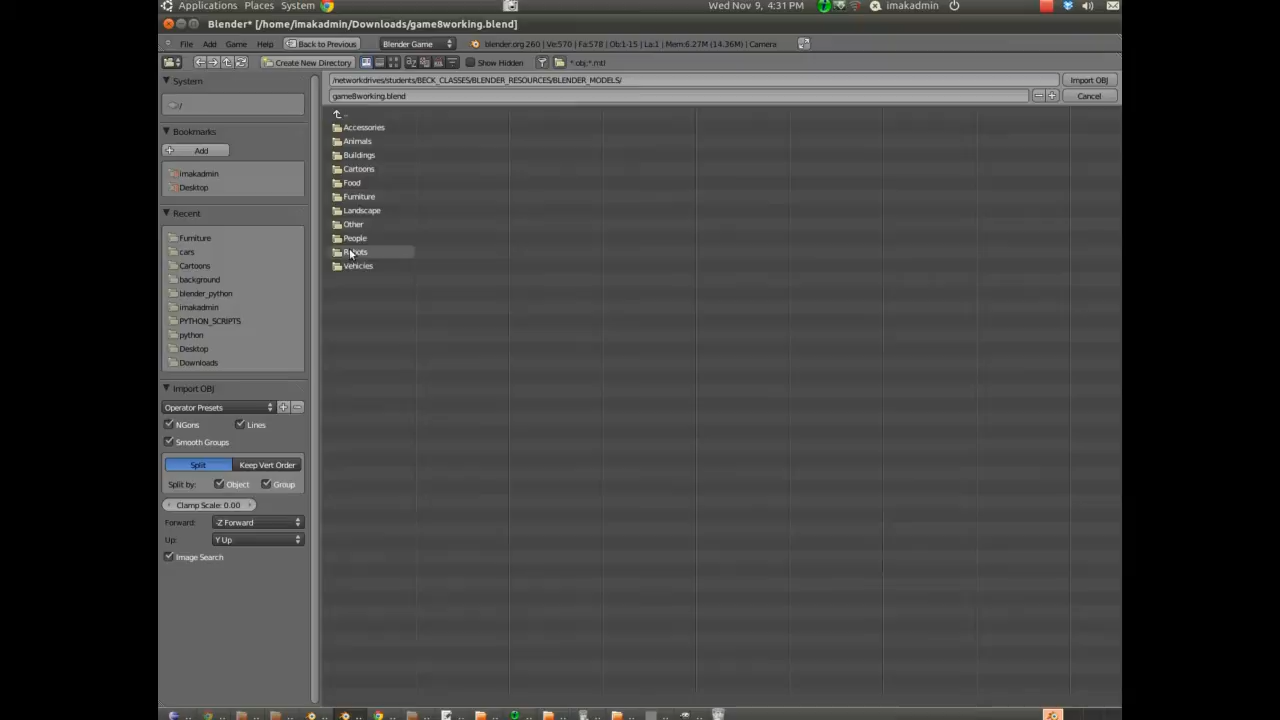 Applications Places System
Wed Nov 9, 4:31 PM
imakadmin
Blender* [/home/imakadmin/Downloads/game8working.blend]
File Add Game Help Back to Previous Blender Game blender.org 260 | Ve:570 | Fa:578 | Ob:1-15 | La:1 | Mem:6.27M (14.36M) | Camera
Create New Directory Show Hidden *.obj;*.mtl
System
/networkdrives/students/BECK_CLASSES/BLENDER_RESOURCES/BLENDER_MODELS/ Import OBJ
game8working.blend Cancel
/
..
Accessories
Animals
Buildings
Cartoons
Food
Furniture
Landscape
Other
People
Robots
Vehicles
Bookmarks
Add
imakadmin
Desktop
Recent
Furniture
cars
Cartoons
background
blender_python
imakadmin
PYTHON_SCRIPTS
python
Desktop
Downloads
Import OBJ
Operator Presets
NGons Lines
Smooth Groups
Split Keep Vert Order
Split by: Object Group
Clamp Scale: 0.00
Forward: -Z Forward
Up: Y Up
Image Search